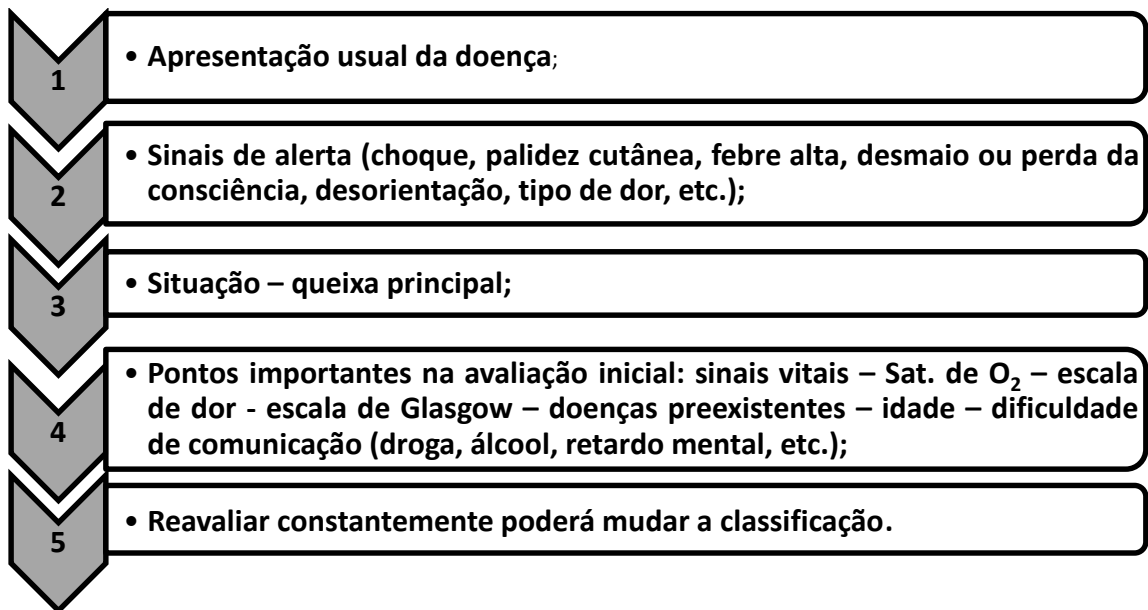 1
• Apresentação usual da doença;
2
• Sinais de alerta (choque, palidez cutânea, febre alta, desmaio ou perda da
consciência, desorientação, tipo de dor, etc.);
3
• Situação – queixa principal;
4
• Pontos importantes na avaliação inicial: sinais vitais – Sat. de O₂ – escala
de dor - escala de Glasgow – doenças preexistentes – idade – dificuldade
de comunicação (droga, álcool, retardo mental, etc.);
5
• Reavaliar constantemente poderá mudar a classificação.